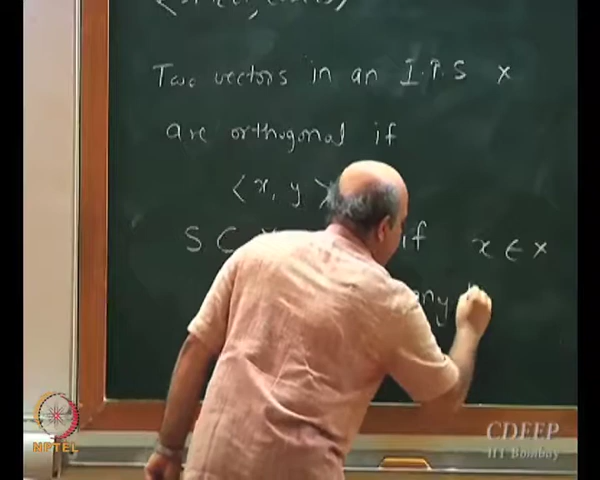 Two vectors in an I.P.S X
are orthogonal if
<x, y >
S C if x ∈ X
any
NPTEL
CDEEP
IIT Bombay